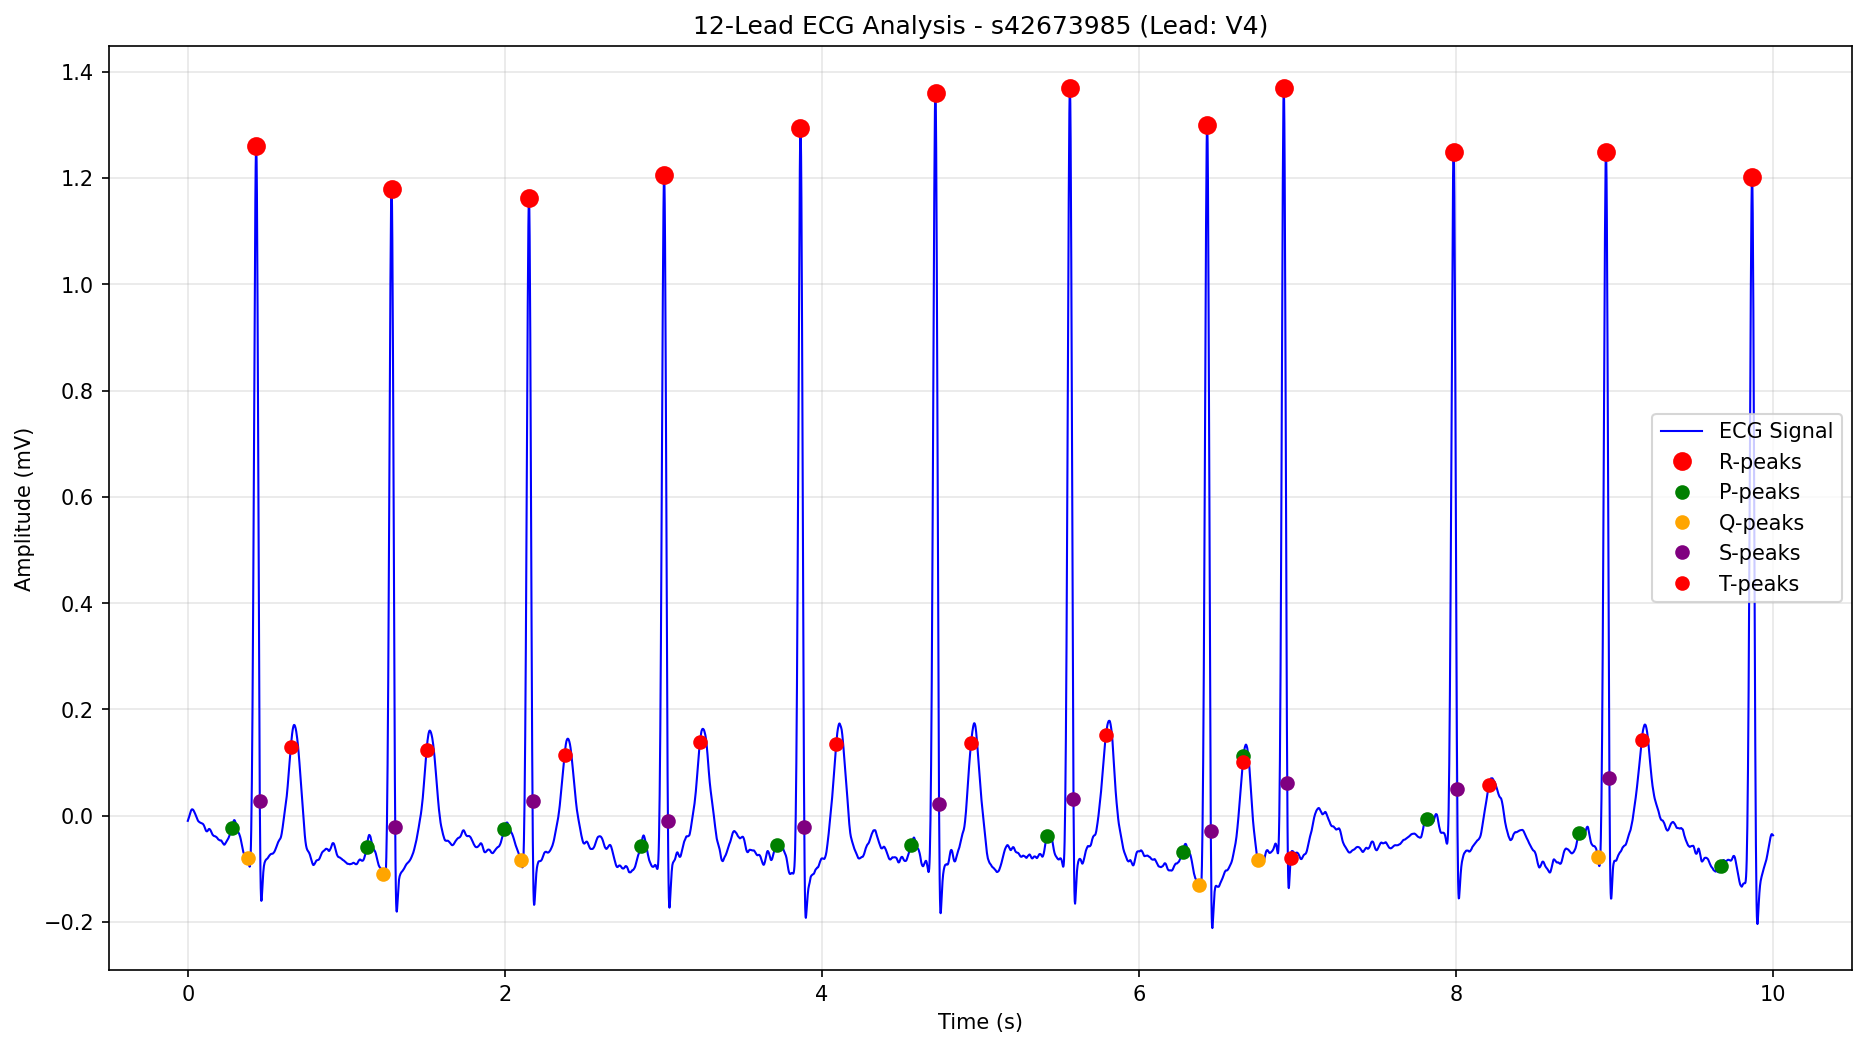 12-Lead ECG Analysis - s42673985 (Lead: V4)
Amplitude (mV)
1.4
1.2
1.0
0.8
0.6
0.4
0.2
0.0
−0.2
ECG Signal
R-peaks
P-peaks
Q-peaks
S-peaks
T-peaks
0 2 4 6 8 10
Time (s)